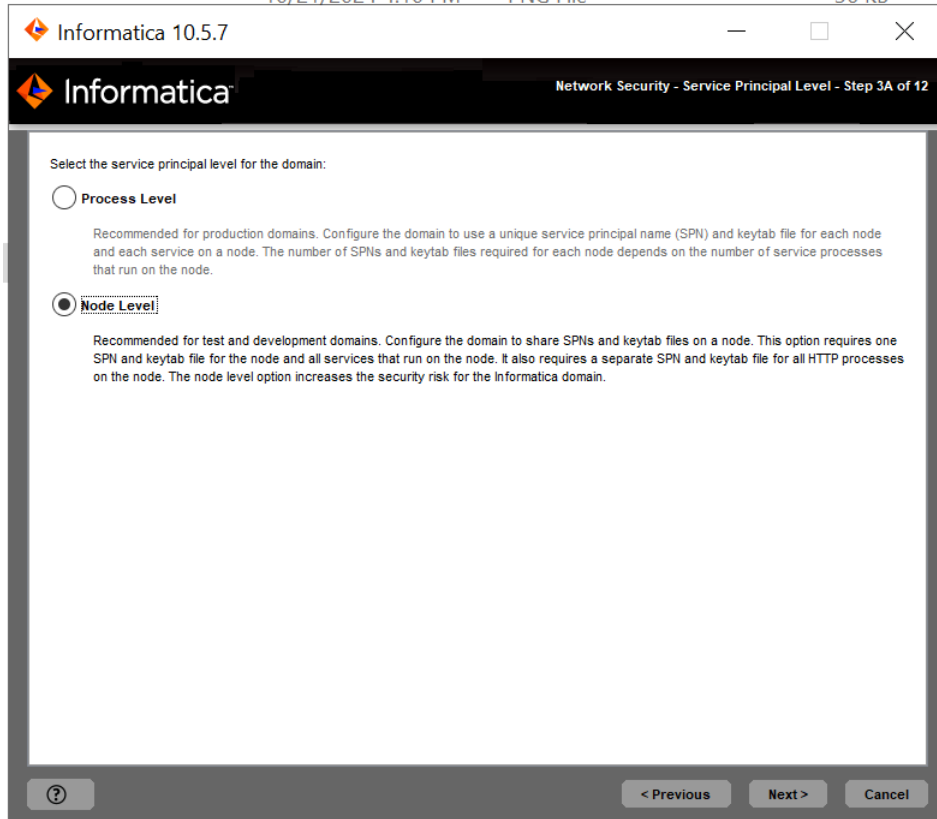 Informatica 10.5.7
Informatica
Network Security - Service Principal Level - Step 3A of 12
Select the service principal level for the domain:
Process Level
Recommended for production domains. Configure the domain to use a unique service principal name (SPN) and keytab file for each node
and each service on a node. The number of SPNs and keytab files required for each node depends on the number of service processes
that run on the node.
Node Level
Recommended for test and development domains. Configure the domain to share SPNs and keytab files on a node. This option requires one
SPN and keytab file for the node and all services that run on the node. It also requires a separate SPN and keytab file for all HTTP processes
on the node. The node level option increases the security risk for the Informatica domain.
< Previous
Next >
Cancel